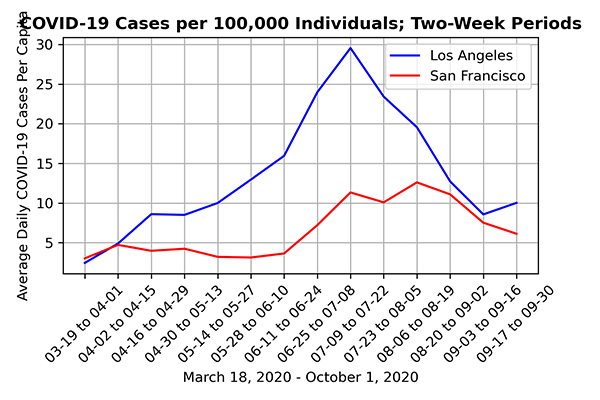 COVID-19 Cases per 100,000 Individuals; Two-Week Periods
Average Daily COVID-19 Cases Per Capita
30
25
20
15
10
5
Los Angeles
San Francisco
03-19 to 04-01
04-02 to 04-15
04-16 to 04-29
04-30 to 05-13
05-14 to 05-27
05-28 to 06-10
06-11 to 06-24
06-25 to 07-08
07-09 to 07-22
07-23 to 08-05
08-06 to 08-19
08-20 to 09-02
09-03 to 09-16
09-17 to 09-30
March 18, 2020 - October 1, 2020